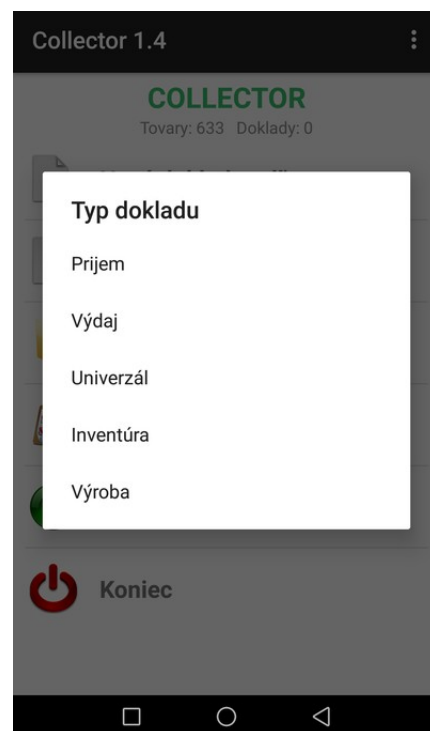 Collector 1.4
COLLECTOR
Tovary: 633 Doklady: 0
Typ dokladu
Prijem
Výdaj
Univerzál
Inventúra
Výroba
Koniec